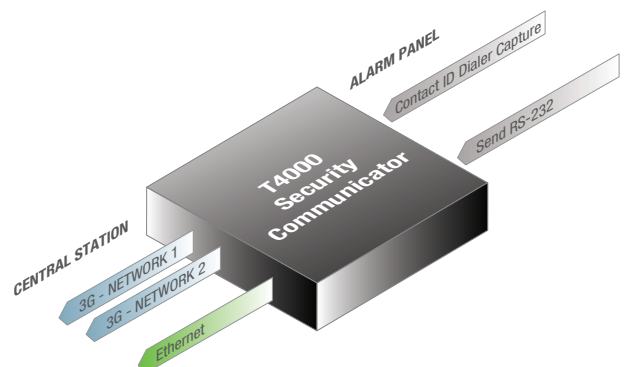 ALARM PANEL
Contact ID Dialer Capture
Send RS-232
T4000
Security
Communicator
CENTRAL STATION
3G - NETWORK 1
3G - NETWORK 2
Ethernet